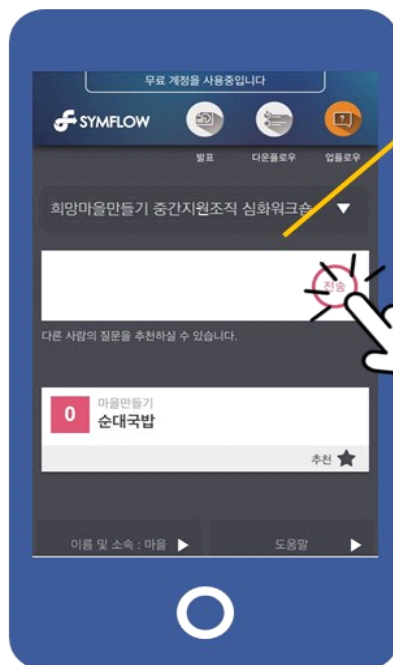 무료 계정을 사용중입니다
SYMFLOW
발표
다운플로우
업플로우
희망마을만들기 중간지원조직 심화워크숍
전송
다른 사람의 질문을 추천하실 수 있습니다.
0
마을만들기
순대국밥
추천
이름 및 소속 : 마을
도움말